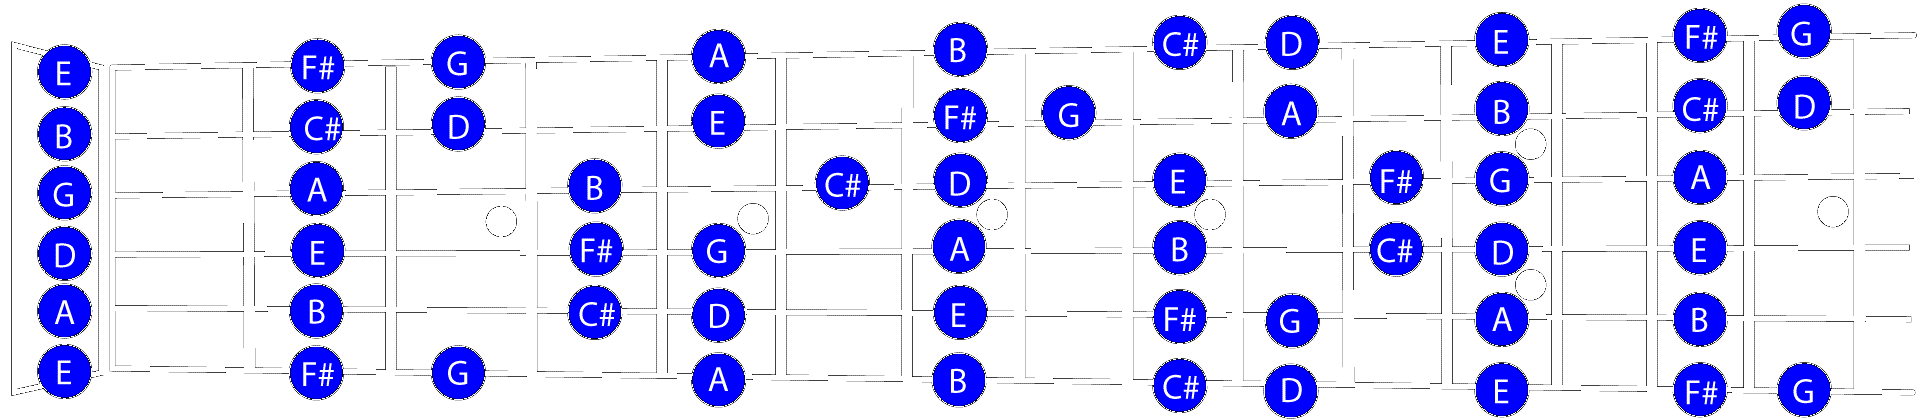 E F# G A B C# D E F# G
B C# D E F# G A B C# D
G A B C# D E F# G A
D E F# G A B C# D E
A B C# D E F# G A B
E F# G A B C# D E F# G